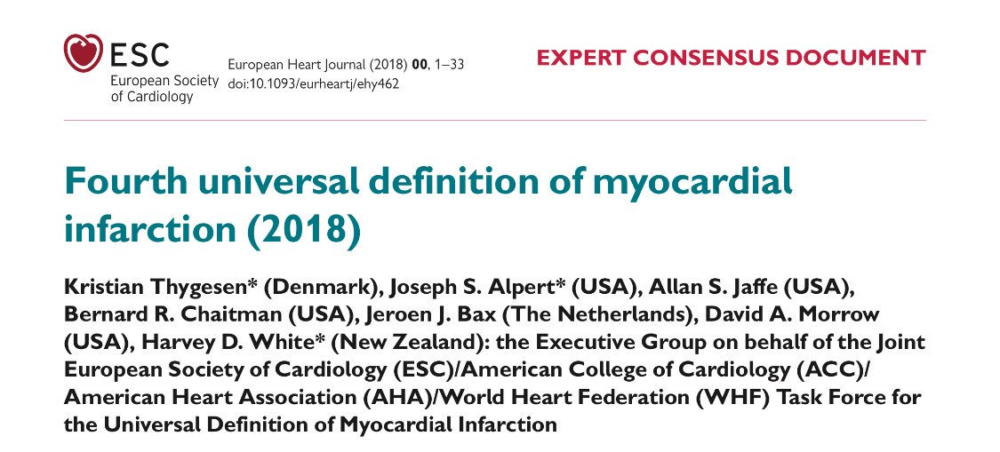 ESC
European Society
of Cardiology
European Heart Journal (2018) 00, 1–33
doi:10.1093/eurheartj/ehy462
EXPERT CONSENSUS DOCUMENT
Fourth universal definition of myocardial
infarction (2018)
Kristian Thygesen* (Denmark), Joseph S. Alpert* (USA), Allan S. Jaffe (USA),
Bernard R. Chaitman (USA), Jeroen J. Bax (The Netherlands), David A. Morrow
(USA), Harvey D. White* (New Zealand): the Executive Group on behalf of the Joint
European Society of Cardiology (ESC)/American College of Cardiology (ACC)/
American Heart Association (AHA)/World Heart Federation (WHF) Task Force for
the Universal Definition of Myocardial Infarction